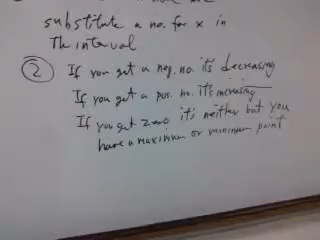 substitute a no. for x in
The interval
2 If you get a neg. no. it's decreasing
If you get a pos. no. it's increasing
If you get zero it's neither but you
have a maximum or minimum point